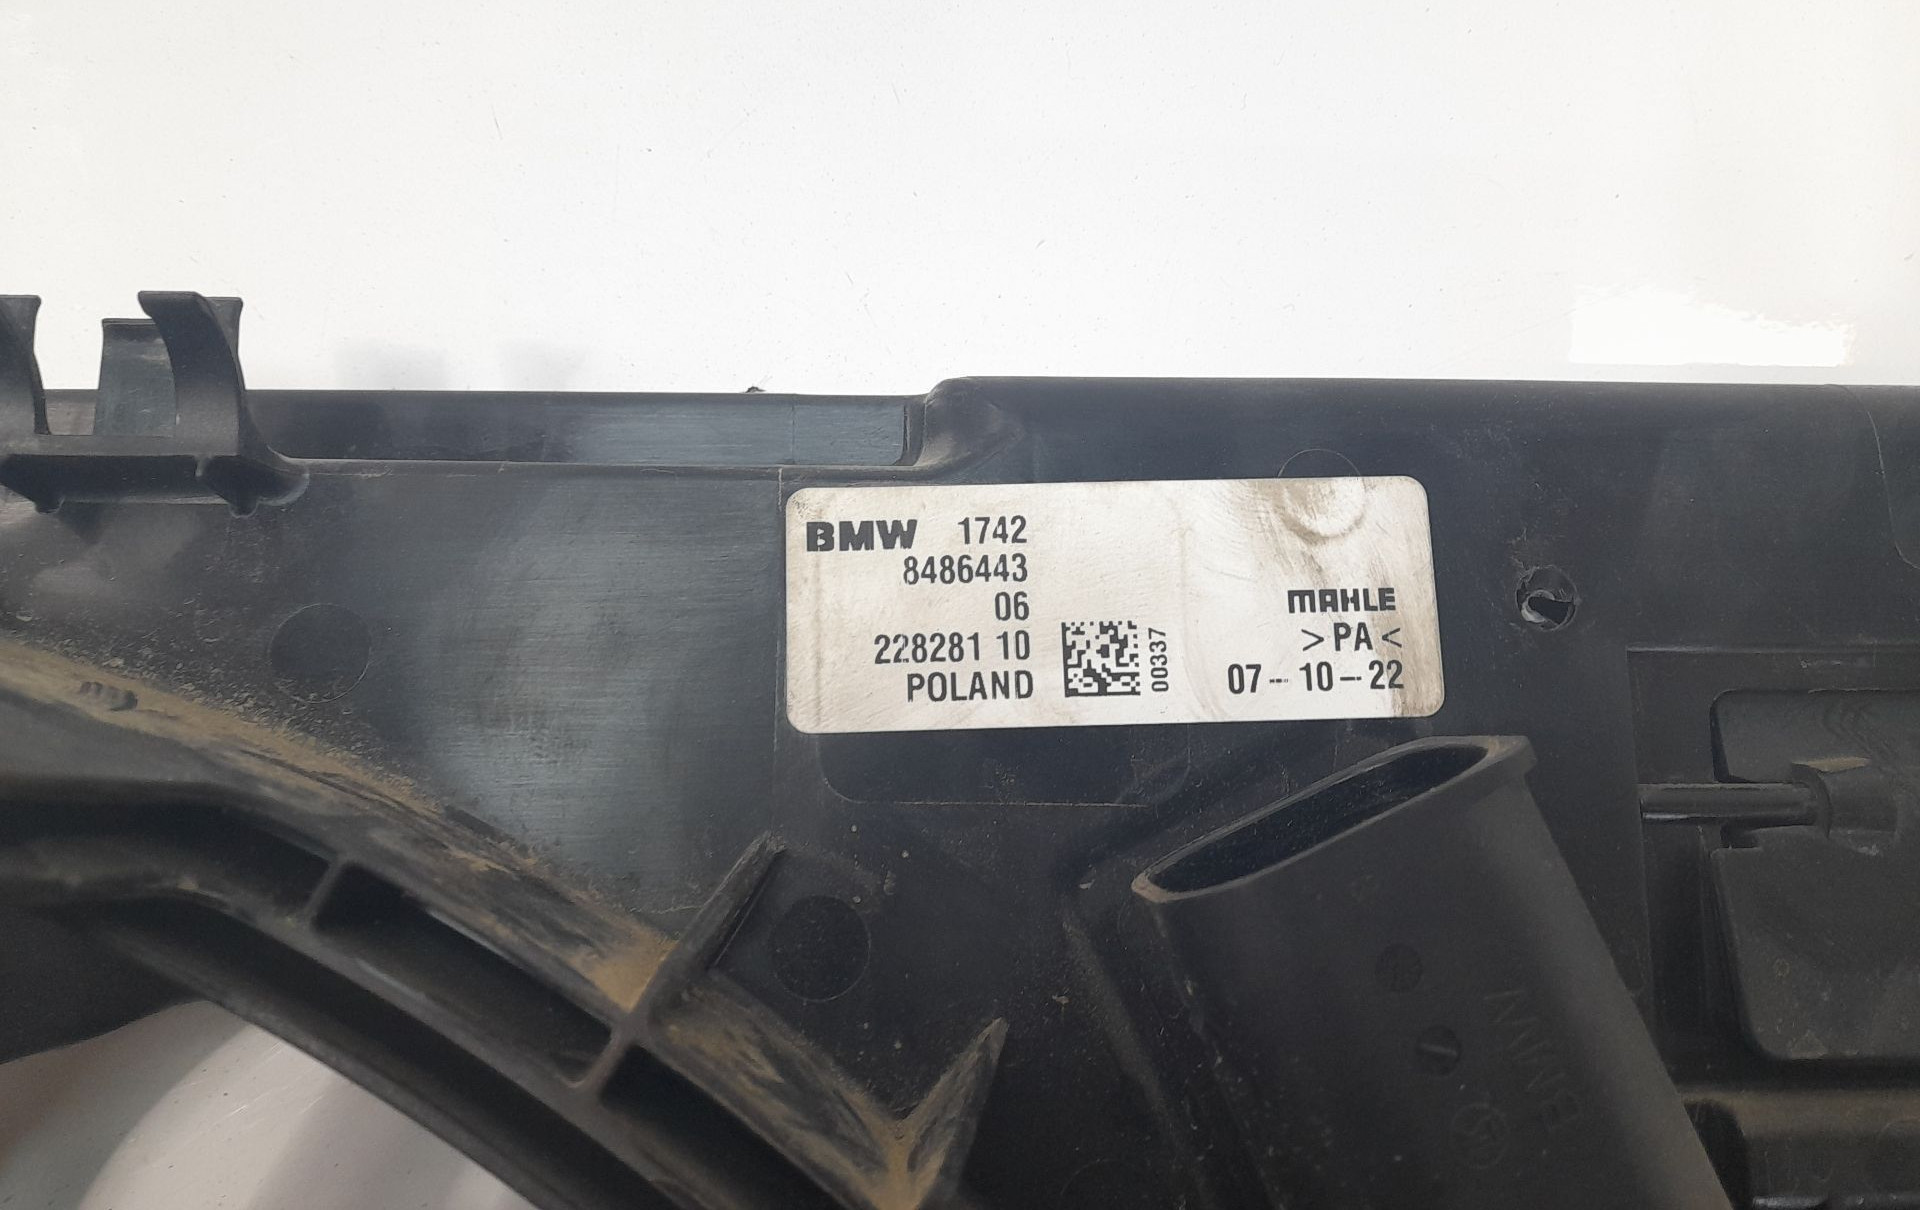 BMW 1742
8486443
06
228281 10
POLAND
00337
MAHLE
>PA<
07-10-22